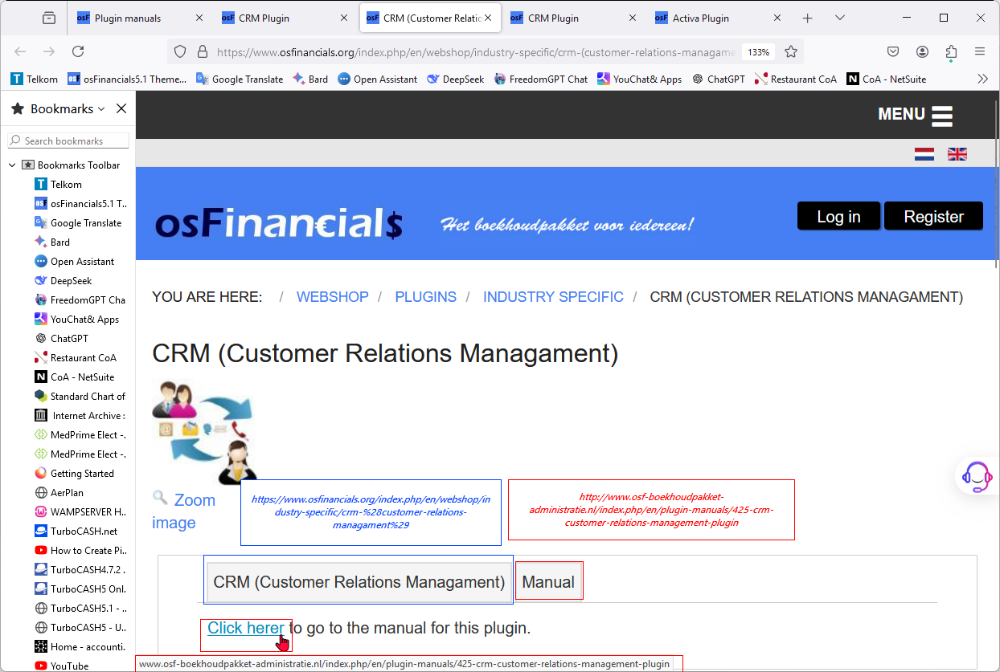 Plugin manuals
CRM Plugin
CRM (Customer Relatio
CRM Plugin
Activa Plugin
https://www.osfinancials.org/index.php/en/webshop/industry-specific/crm-(customer-relations-managame
133%
Telkom
osFinancials5.1 Theme...
Google Translate
Bard
Open Assistant
DeepSeek
FreedomGPT Chat
YouChat& Apps
ChatGPT
Restaurant CoA
CoA - NetSuite
Bookmarks
Search bookmarks
Bookmarks Toolbar
Telkom
osFinancials5.1 T..
Google Translate
Bard
Open Assistant
DeepSeek
FreedomGPT Cha
YouChat& Apps
ChatGPT
Restaurant CoA
CoA - NetSuite
Standard Chart of
Internet Archive :
MedPrime Elect -.
MedPrime Elect -.
Getting Started
AerPlan
WAMPSERVER H..
TurboCASH.net
How to Create Pi..
TurboCASH4.7.2 ..
TurboCASH5 Onl.
TurboCASH5.1 - ..
TurboCASH5 - U..
Home - accounti..
YouTube
MENU
osFinanc€ial$
Het boekhoudpakket voor iedereen!
Log in
Register
YOU ARE HERE: / WEBSHOP / PLUGINS / INDUSTRY SPECIFIC / CRM (CUSTOMER RELATIONS MANAGAMENT)
CRM (Customer Relations Managament)
Zoom
image
https://www.osfinancials.org/index.php/en/webshop/in
dustry-specific/crm-%28customer-relations-
managament%29
http://www.osf-boekhoudpakket-
administratie.nl/index.php/en/plugin-manuals/425-crm-
customer-relations-management-plugin
CRM (Customer Relations Managament)
Manual
Click herer to go to the manual for this plugin.
www.osf-boekhoudpakket-administratie.nl/index.php/en/plugin-manuals/425-crm-customer-relations-management-plugin